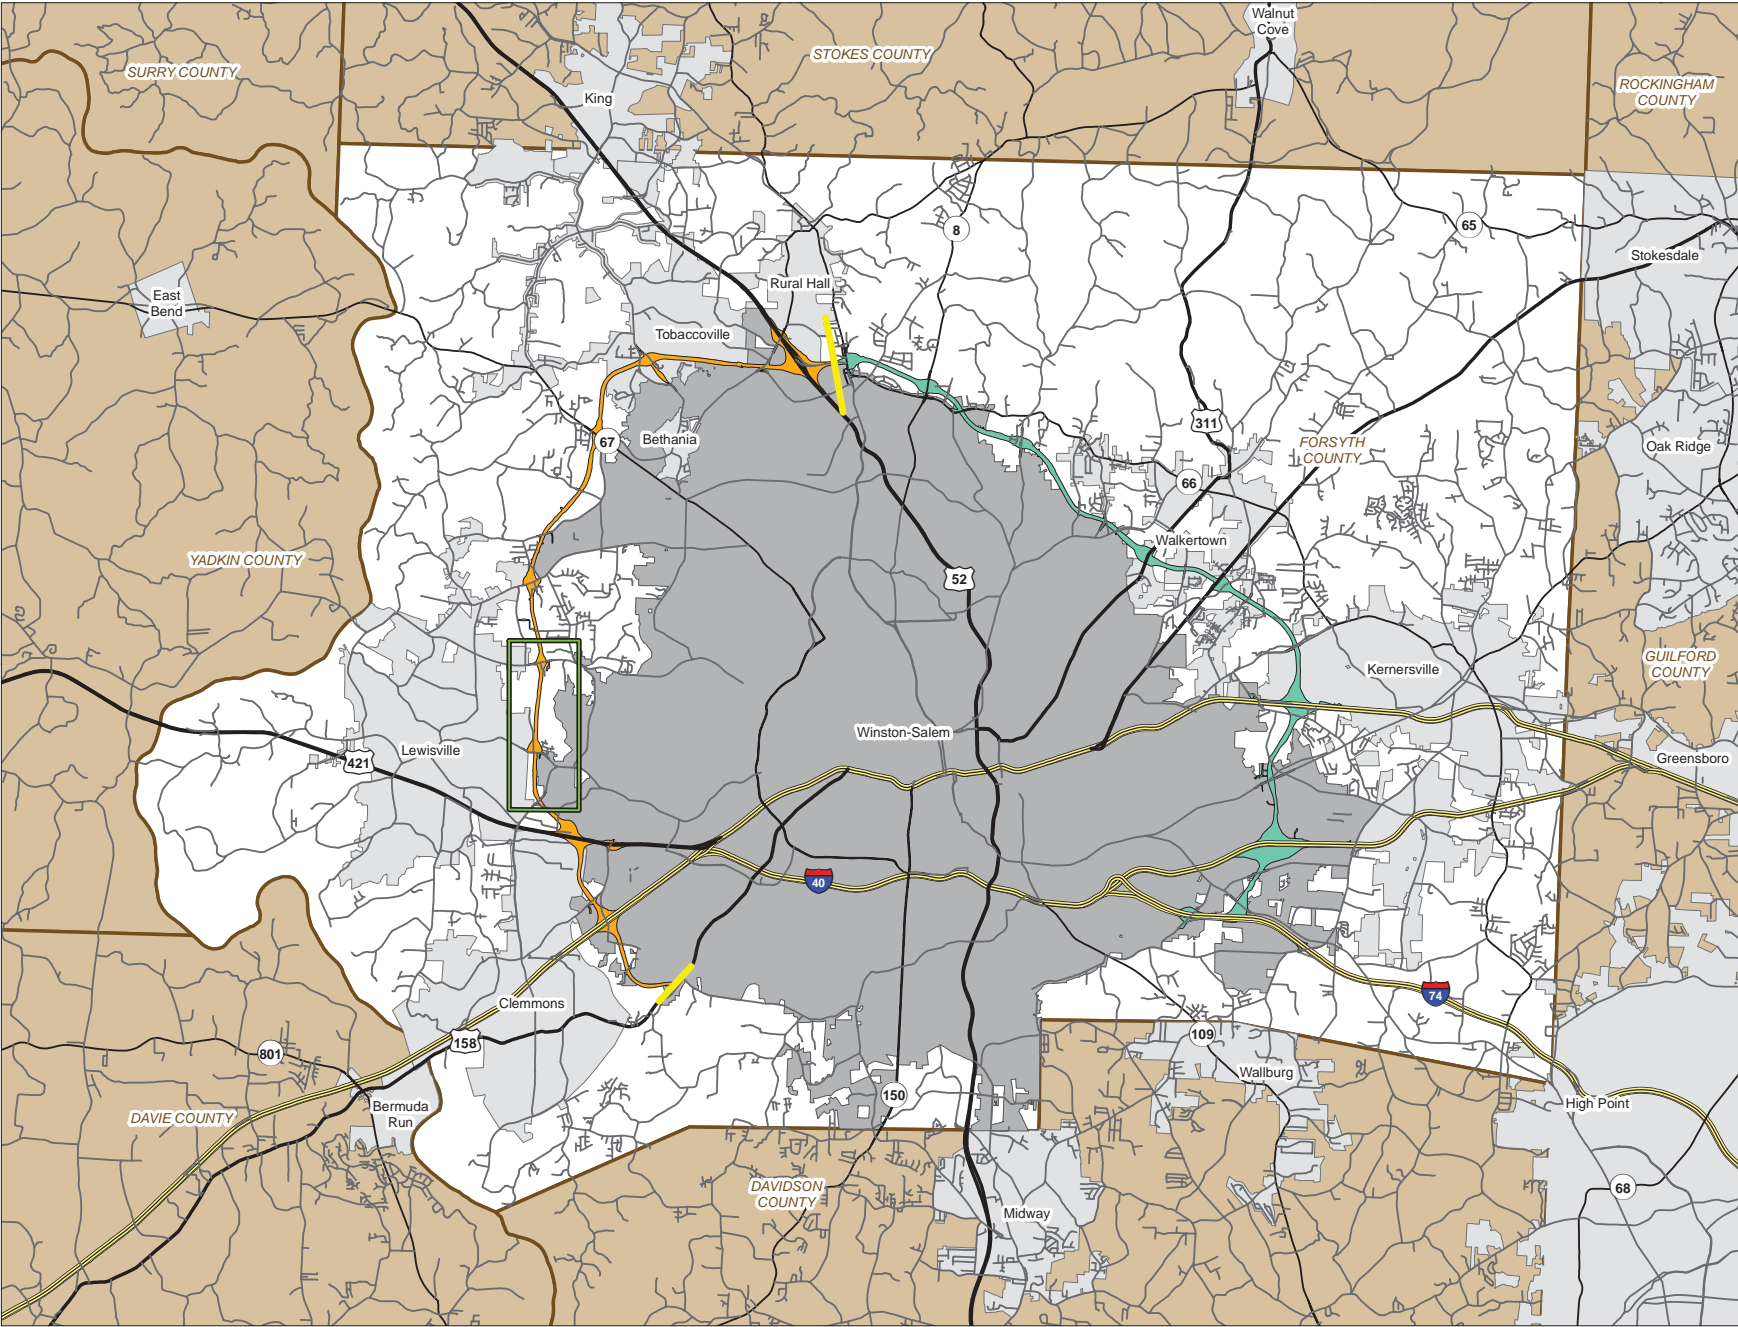 Walnut
Cove
STOKES COUNTY
SURRY COUNTY
ROCKINGHAM
COUNTY
King
8
65
Stokesdale
Rural Hall
East
Bend
Tobaccoville
311
67
Bethania
FORSYTH
COUNTY
Oak Ridge
66
Walkertown
YADKIN COUNTY
52
GUILFORD
COUNTY
Kernersville
Winston-Salem
Lewisville
421
Greensboro
40
74
Clemmons
158
109
801
Wallburg
150
High Point
Bermuda
Run
DAVIE COUNTY
DAVIDSON
COUNTY
68
Midway